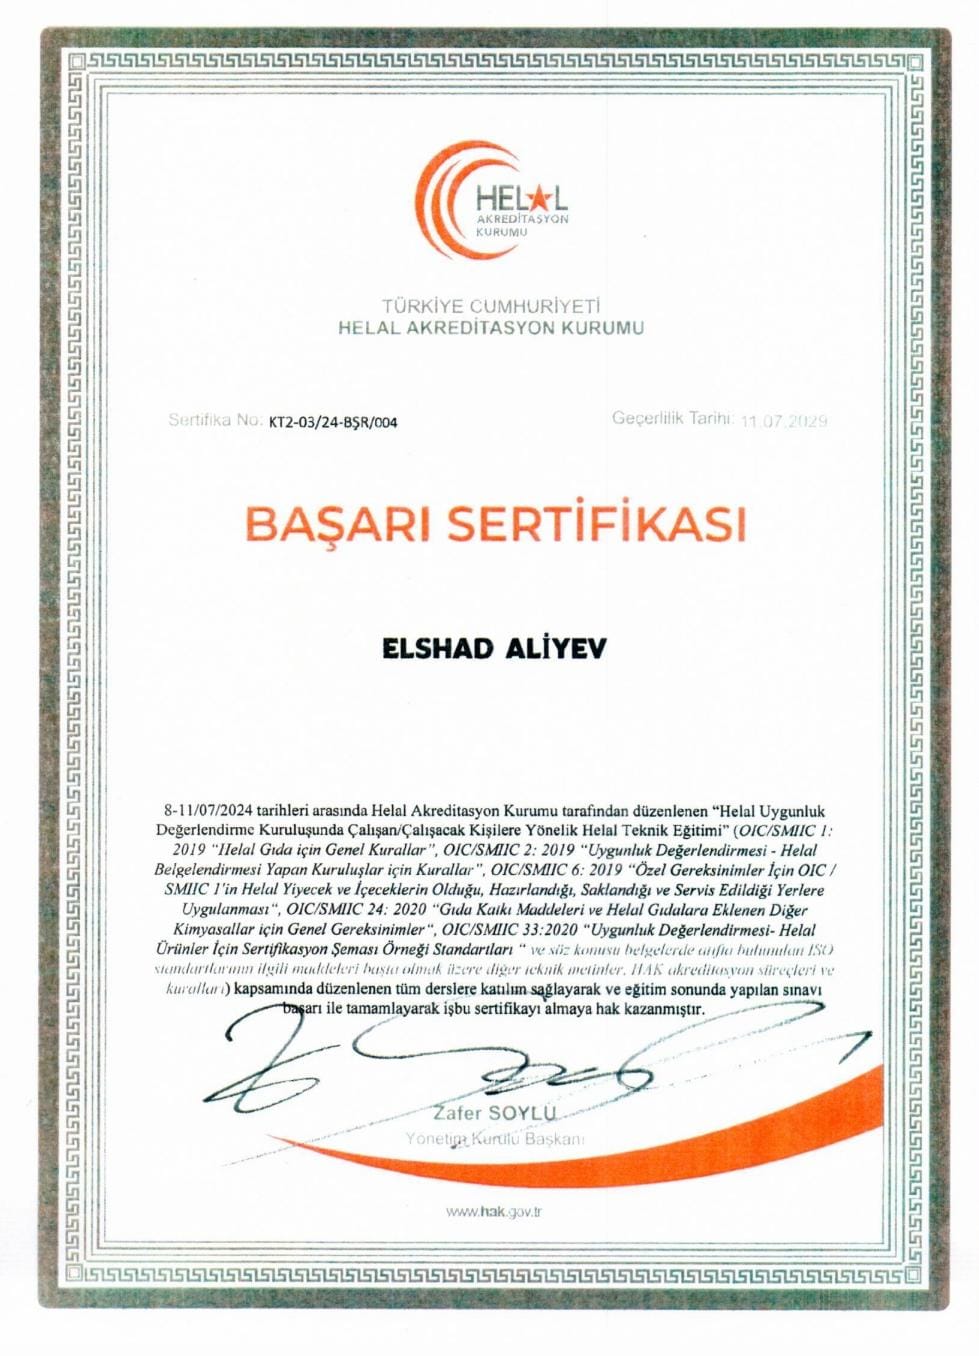 HELAL
AKREDİTASYON
KURUMU
TÜRKİYE CUMHURİYETİ
HELAL AKREDİTASYON KURUMU
Sertifika No: KT2-03/24-BŞR/004
Geçerlilik Tarihi: 11.07.2029
BAŞARI SERTİFİKASI
ELSHAD ALİYEV
8-11/07/2024 tarihleri arasında Helal Akreditasyon Kurumu tarafından düzenlenen “Helal Uygunluk
Değerlendirme Kuruluşunda Çalışan/Çalışacak Kişilere Yönelik Helal Teknik Eğitimi” (OIC/SMIIC 1:
2019 “Helal Gıda için Genel Kurallar”, OIC/SMIIC 2: 2019 “Uygunluk Değerlendirmesi - Helal
Belgelendirmesi Yapan Kuruluşlar için Kurallar”, OIC/SMIIC 6: 2019 “Özel Gereksinimler İçin OIC /
SMIIC 1'in Helal Yiyecek ve İçeceklerin Olduğu, Hazırlandığı, Saklandığı ve Servis Edildiği Yerlere
Uygulanması“, OIC/SMIIC 24: 2020 “Gıda Katkı Maddeleri ve Helal Gıdalara Eklenen Diğer
Kimyasallar için Genel Gereksinimler“, OIC/SMIIC 33:2020 “Uygunluk Değerlendirmesi- Helal
Ürünler İçin Sertifikasyon Şeması Örneği Standartları “ ve söz konusu belgelerde atıfta bulunulan ISO
standartlarının ilgili maddeleri başta olmak üzere diğer teknik metinler, HAK akreditasyon süreçleri ve
kuralları) kapsamında düzenlenen tüm derslere katılım sağlayarak ve eğitim sonunda yapılan sınavı
başarı ile tamamlayarak işbu sertifikayı almaya hak kazanmıştır.
Zafer SOYLU
Yönetim Kurulu Başkanı
www.hak.gov.tr